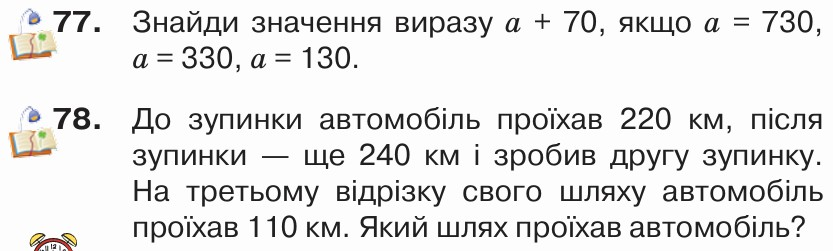 77. Знайди значення виразу a + 70, якщо a = 730,
a = 330, a = 130.
78. До зупинки автомобіль проїхав 220 км, після
зупинки — ще 240 км і зробив другу зупинку.
На третьому відрізку свого шляху автомобіль
проїхав 110 км. Який шлях проїхав автомобіль?